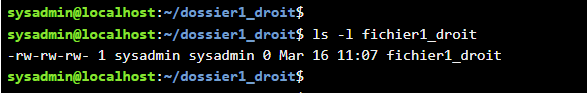 sysadmin@localhost:~/dossier1_droit$
sysadmin@localhost:~/dossier1_droit$ ls -l fichier1_droit
-rw-rw-rw- 1 sysadmin sysadmin 0 Mar 16 11:07 fichier1_droit
sysadmin@localhost:~/dossier1_droit$